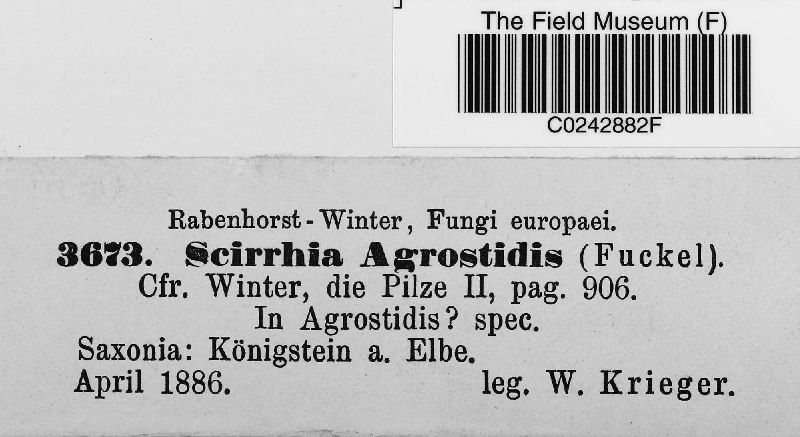 The Field Museum (F)
C0242882F
Rabenhorst-Winter, Fungi europaei.
3673. Scirrhia Agrostidis (Fuckel).
Cfr. Winter, die Pilze II, pag. 906.
In Agrostidis? spec.
Saxonia: Königstein a. Elbe.
April 1886. leg. W. Krieger.